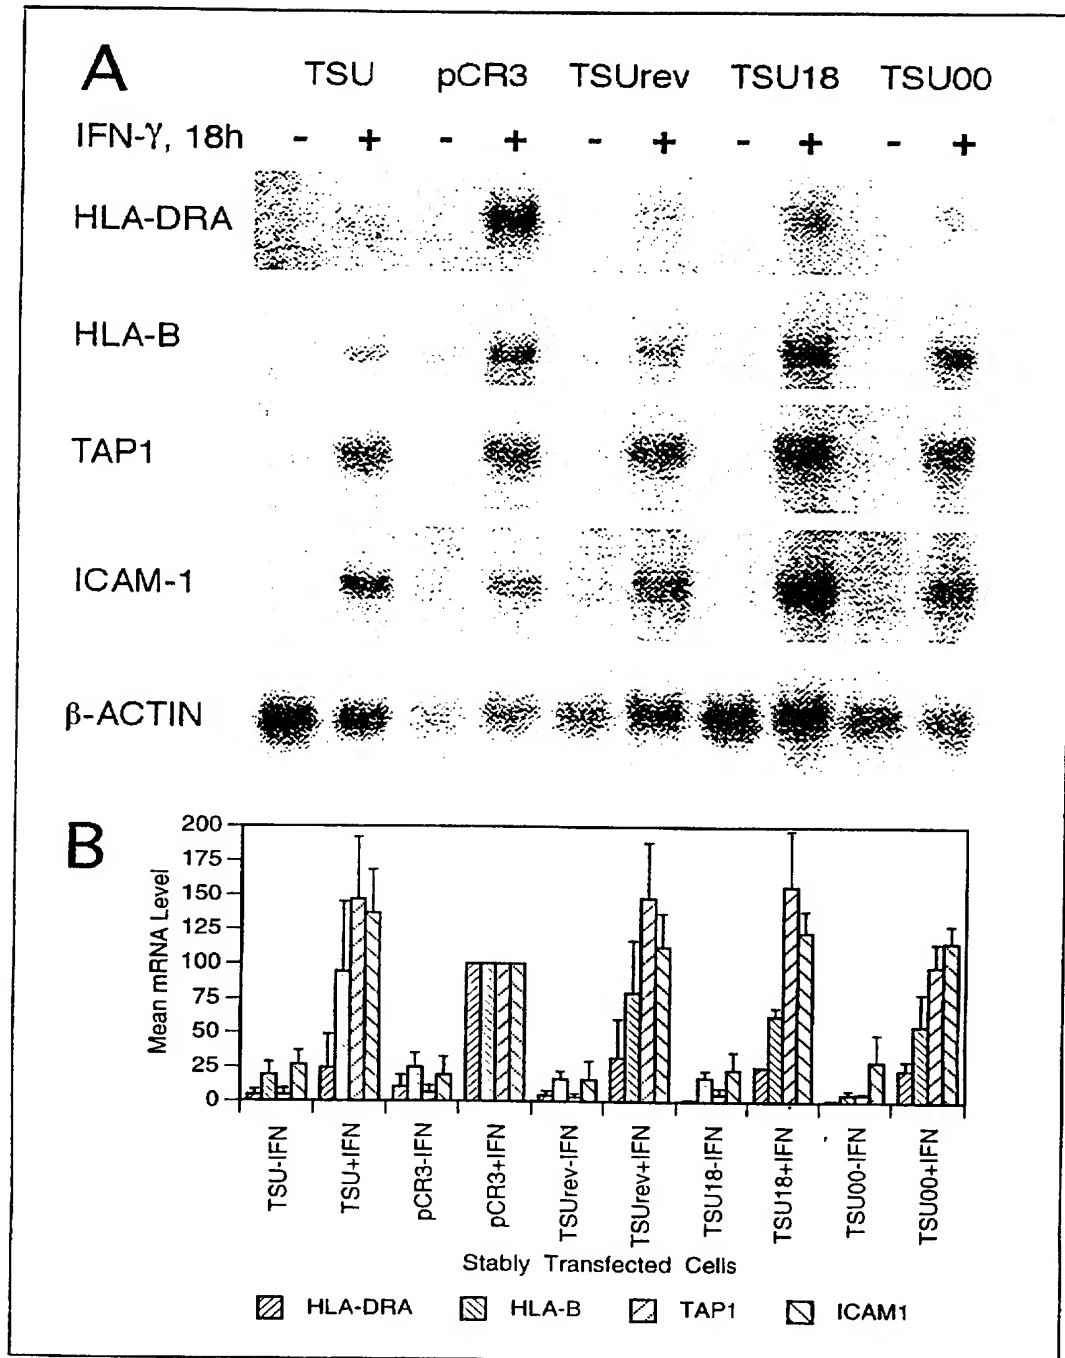 A
TSU pCR3 TSUrev TSU18 TSU00
IFN-γ, 18h - + - + - + - + - +
HLA-DRA
HLA-B
TAP1
ICAM-1
β-ACTIN
B
Mean mRNA Level
200
175
150
125
100
75
50
25
0
TSU-IFN
TSU+IFN
pCR3-IFN
pCR3+IFN
TSUrev-IFN
TSUrev+IFN
TSU18-IFN
TSU18+IFN
TSU00-IFN
TSU00+IFN
Stably Transfected Cells
HLA-DRA HLA-B TAP1 ICAM1